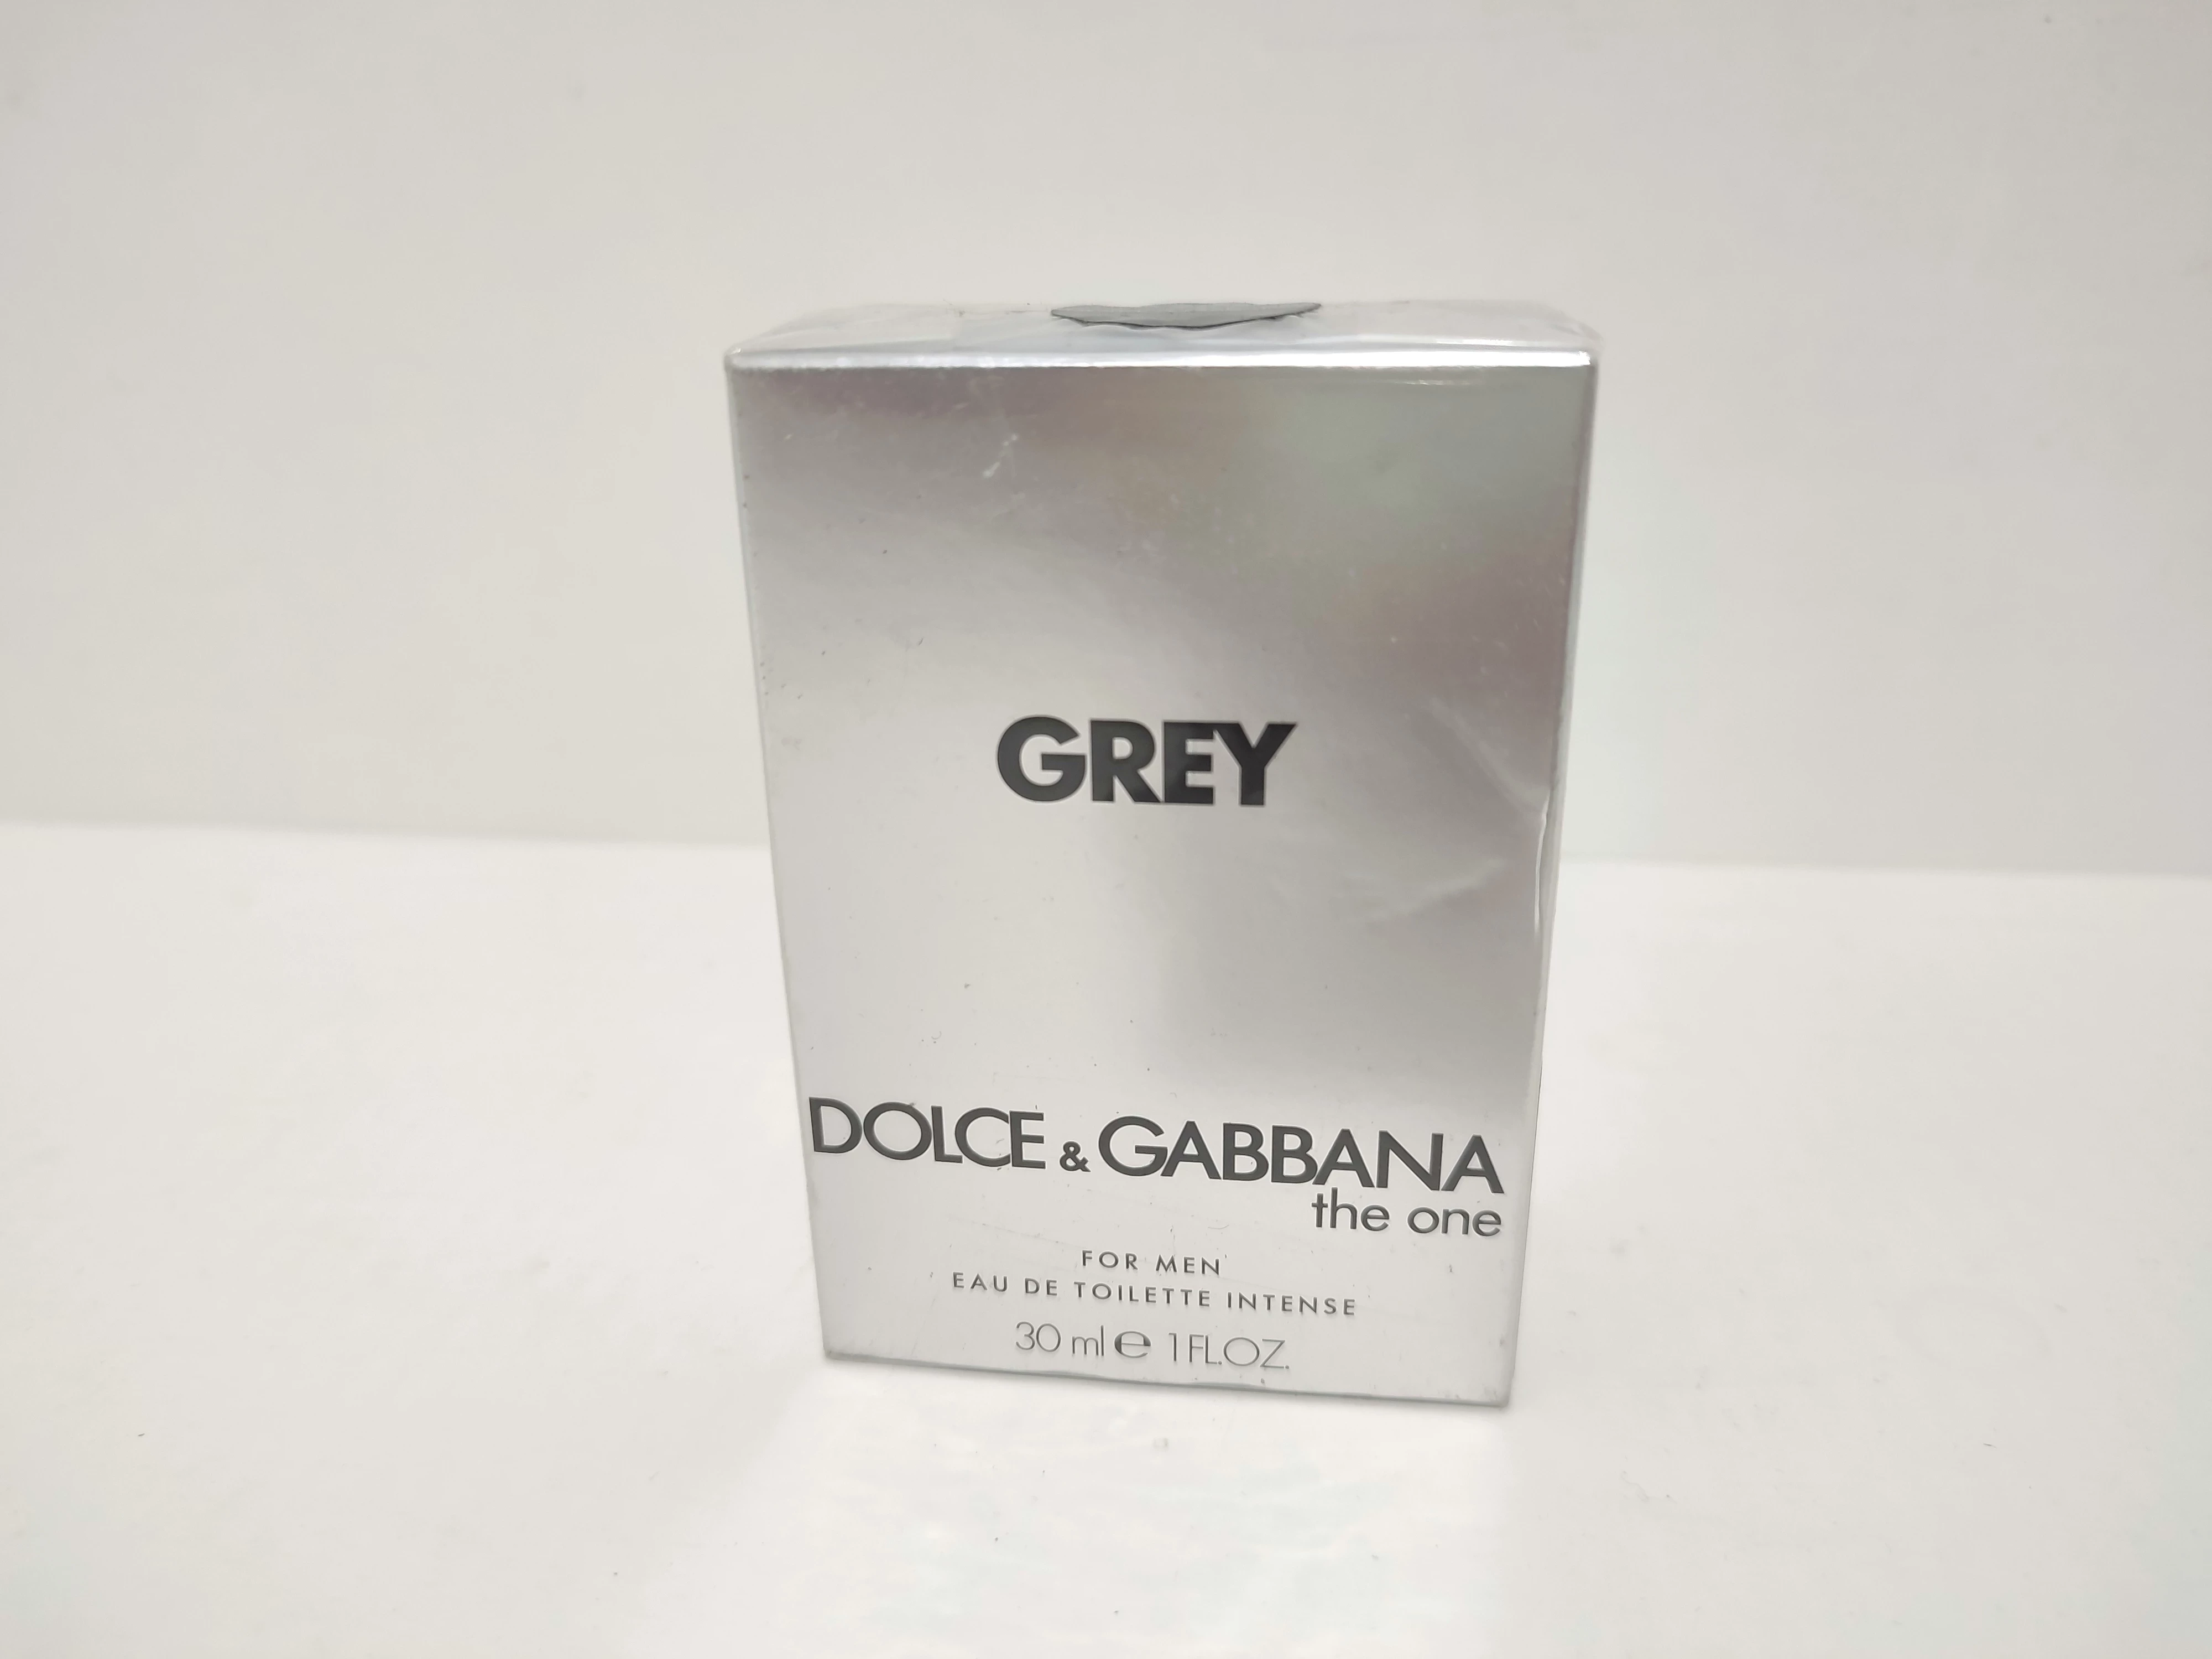 GREY
DOLCE & GABBANA
the one
FOR MEN
EAU DE TOILETTE INTENSE
30 ml ℮ 1 FL.OZ.